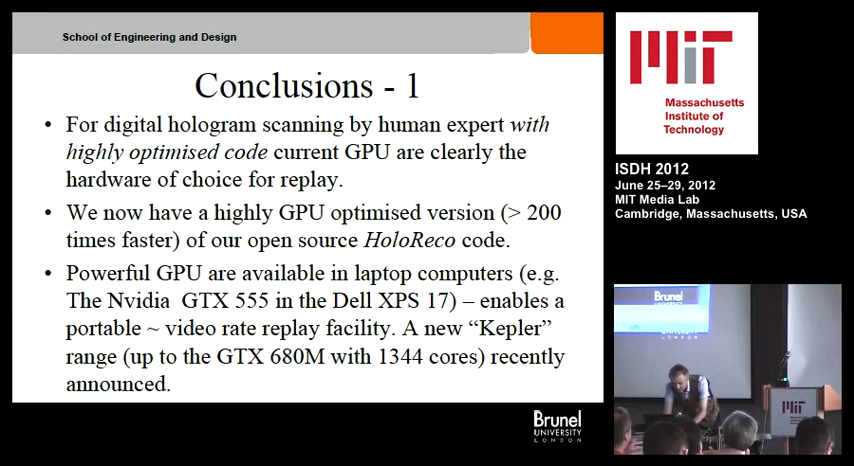 School of Engineering and Design
Conclusions - 1
• For digital hologram scanning by human expert with
highly optimised code current GPU are clearly the
hardware of choice for replay.
• We now have a highly GPU optimised version (> 200
times faster) of our open source HoloReco code.
• Powerful GPU are available in laptop computers (e.g.
The Nvidia GTX 555 in the Dell XPS 17) – enables a
portable ~ video rate replay facility. A new “Kepler”
range (up to the GTX 680M with 1344 cores) recently
announced.
Brunel
UNIVERSITY
LONDON
MIT
Massachusetts
Institute of
Technology
ISDH 2012
June 25–29, 2012
MIT Media Lab
Cambridge, Massachusetts, USA
Brunel
UNIVERSITY
LONDON
MIT